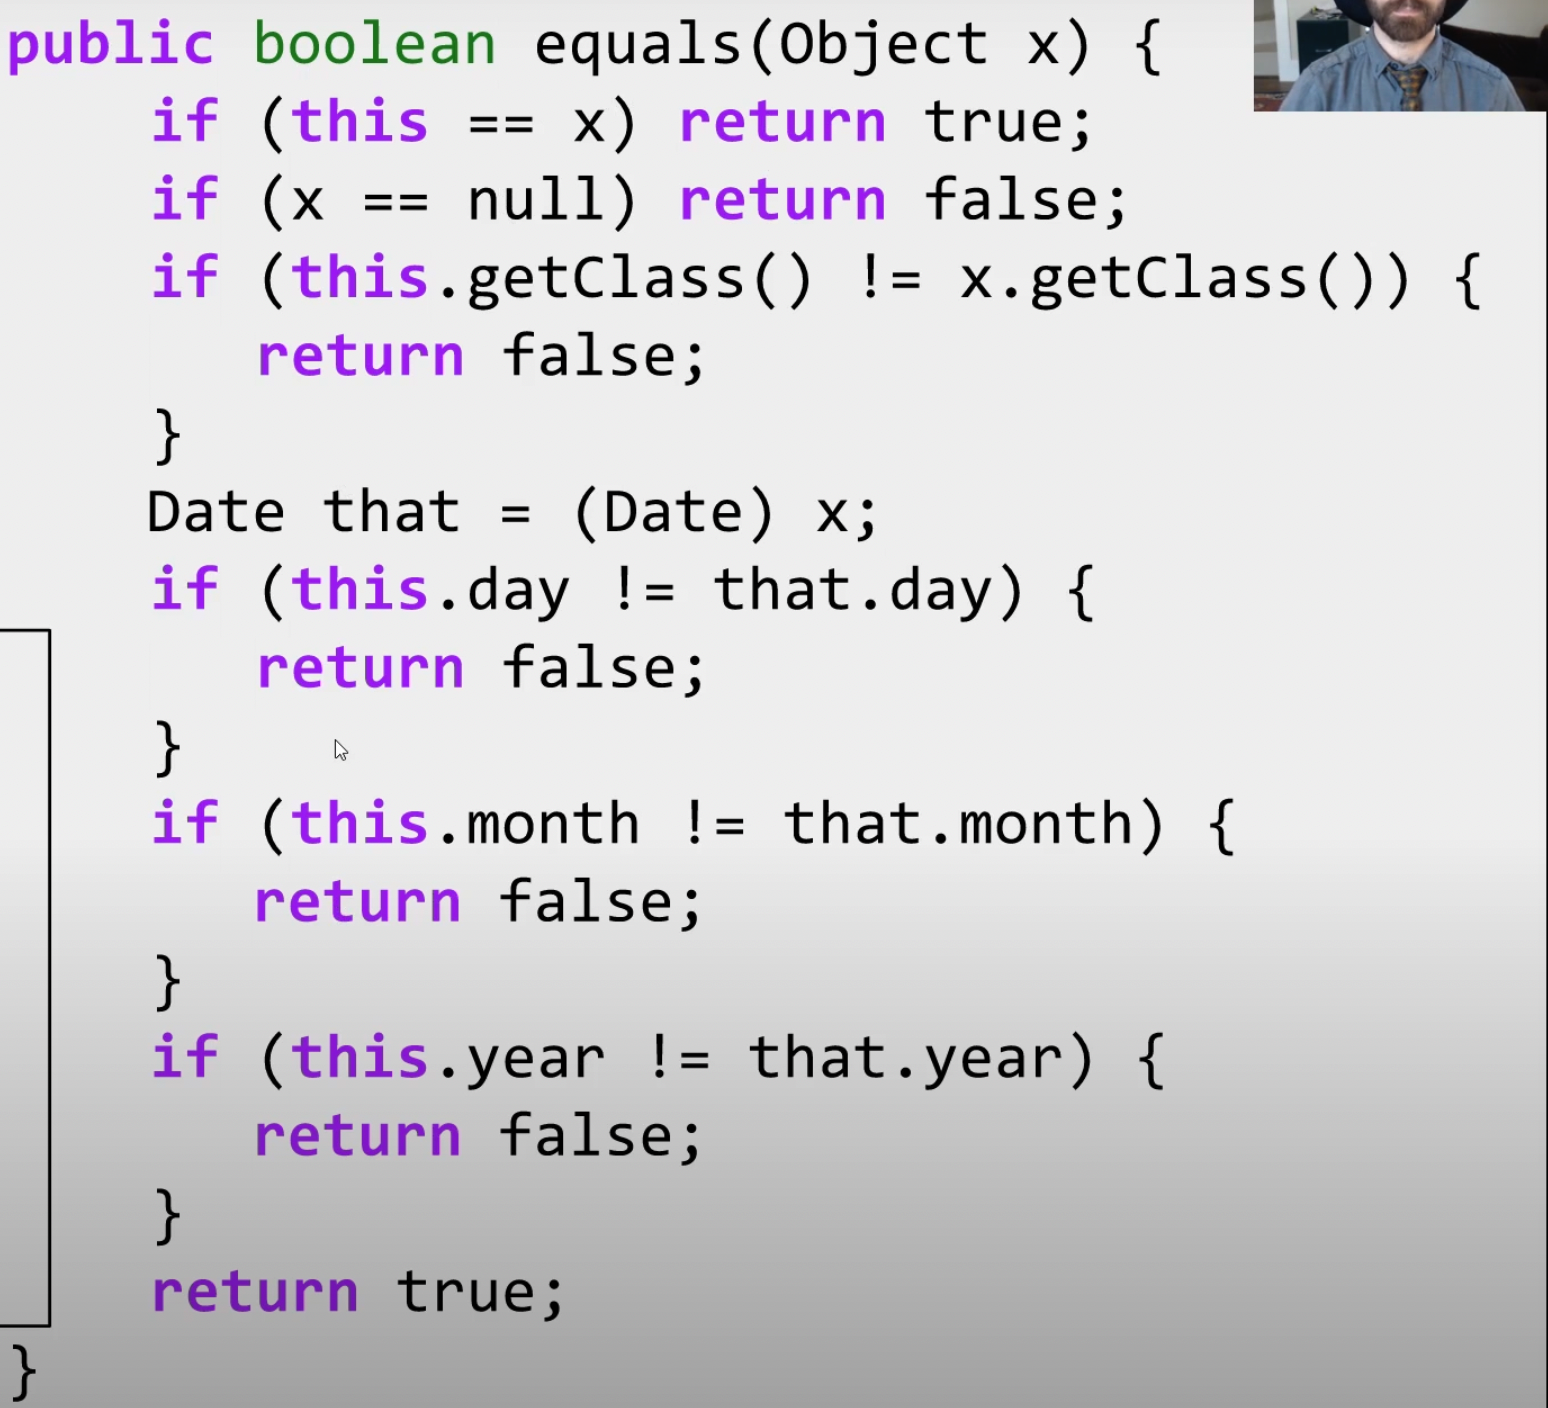 public boolean equals(Object x) {
if (this == x) return true;
if (x == null) return false;
if (this.getClass() != x.getClass()) {
return false;
}
Date that = (Date) x;
if (this.day != that.day) {
return false;
}
if (this.month != that.month) {
return false;
}
if (this.year != that.year) {
return false;
}
return true;
}